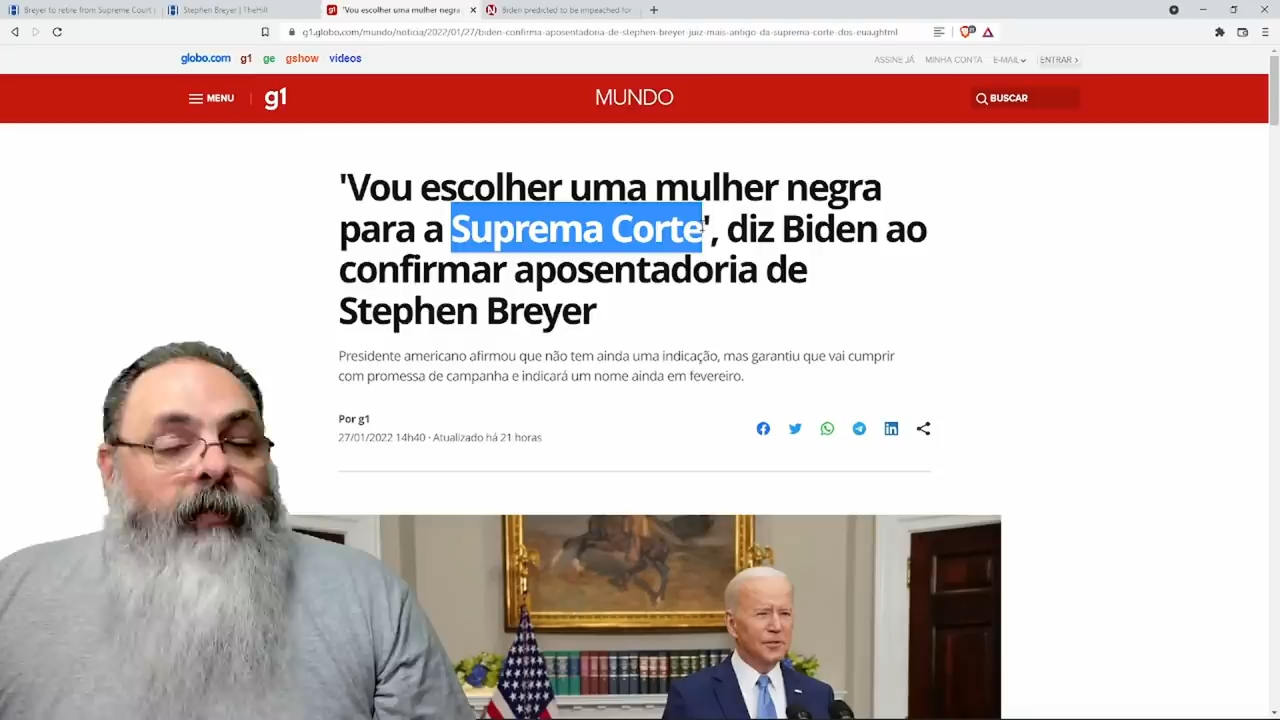 Breyer to retire from Supreme Court
Stephen Breyer | TheHill
'Vou escolher uma mulher negra
Biden predicted to be impeached for
g1.globo.com/mundo/noticia/2022/01/27/biden-confirma-aposentadoria-de-stephen-breyer-juiz-mais-antigo-da-suprema-corte-dos-eua.ghtml
globo.com g1 ge gshow vídeos
ASSINE JÁ MINHA CONTA E-MAIL ENTRAR
MENU g1 MUNDO BUSCAR
'Vou escolher uma mulher negra
para a Suprema Corte', diz Biden ao
confirmar aposentadoria de
Stephen Breyer
Presidente americano afirmou que não tem ainda uma indicação, mas garantiu que vai cumprir
com promessa de campanha e indicará um nome ainda em fevereiro.
Por g1
27/01/2022 14h40 · Atualizado há 21 horas